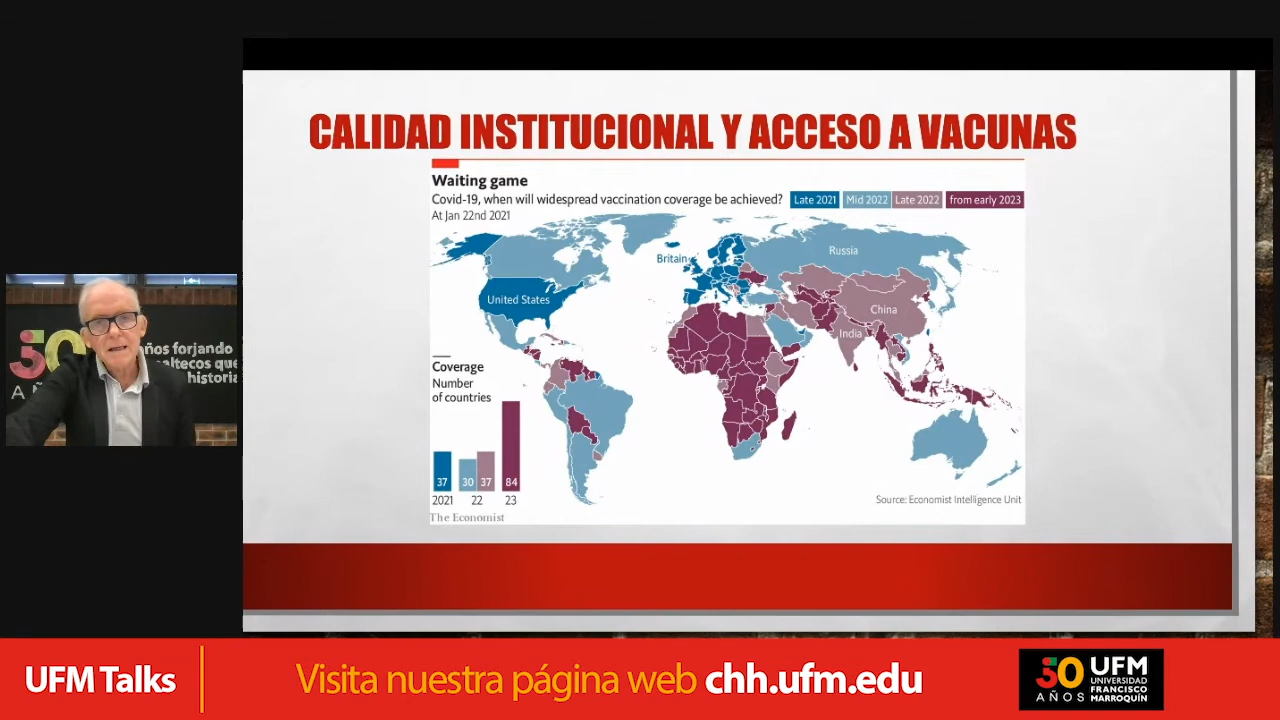 CALIDAD INSTITUCIONAL Y ACCESO A VACUNAS
Waiting game
Covid-19, when will widespread vaccination coverage be achieved?
Late 2021
Mid 2022
Late 2022
from early 2023
At Jan 22nd 2021
Britain
Russia
United States
China
India
Coverage
Number
of countries
37
30
37
84
2021
22
23
Source: Economist Intelligence Unit
The Economist
50
años forjando
altecos que
historia
UFM Talks
Visita nuestra página web chh.ufm.edu
50
AÑOS
UFM
UNIVERSIDAD
FRANCISCO
MARROQUÍN